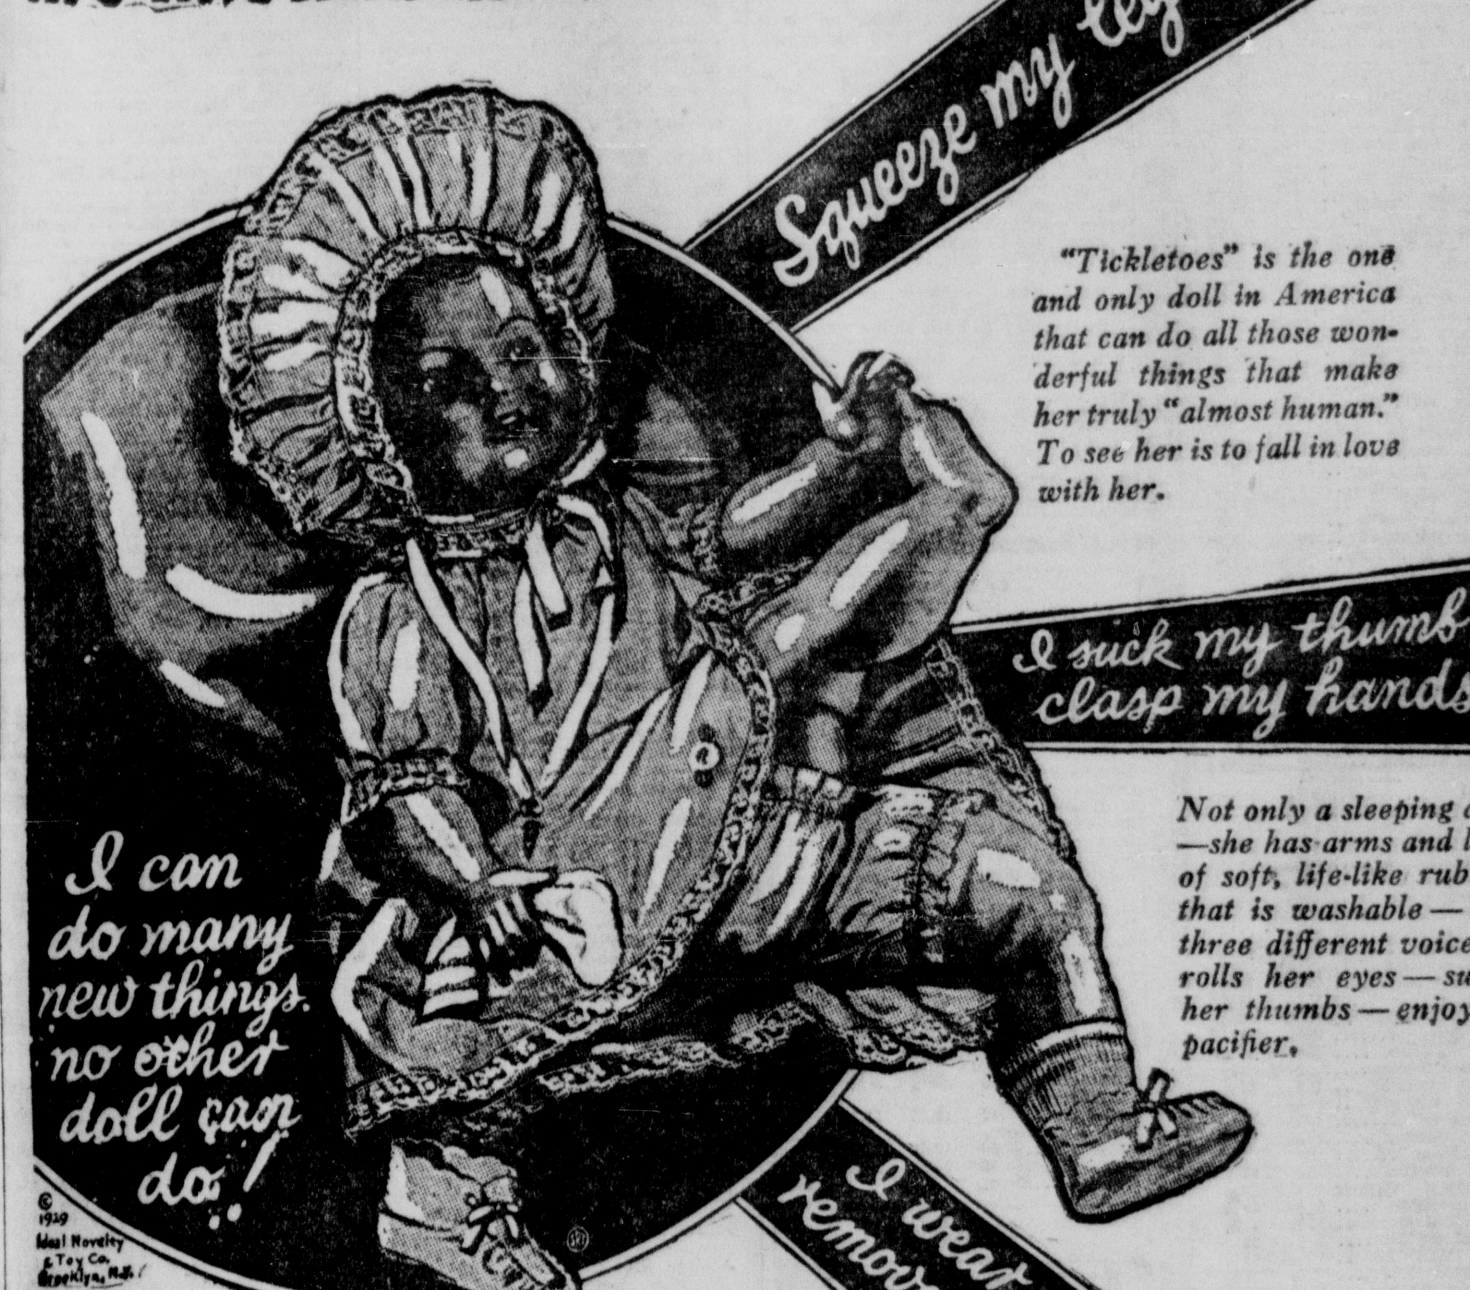 Squeeze my leg
"Tickletoes" is the one
and only doll in America
that can do all those won-
derful things that make
her truly "almost human."
To see her is to fall in love
with her.
I suck my thumb
clasp my hands
Not only a sleeping
—she has arms and
of soft, life-like rub
that is washable —
three different voice
rolls her eyes — su
her thumbs — enjoy
pacifier.
I can
do many
new things.
no other
doll can
do!
I wear
remov
©
1929
Ideal Novelty
& Toy Co.
Brooklyn, N.Y.